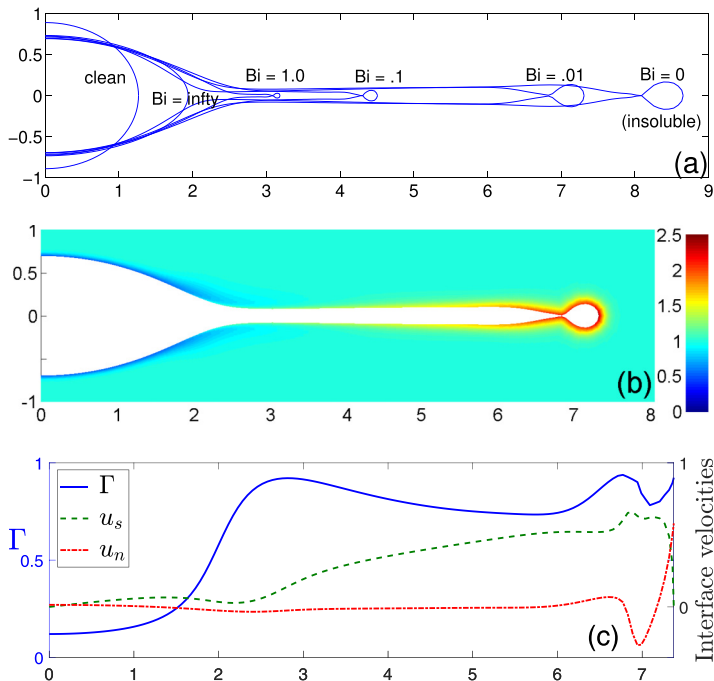 1
0.5
0
−0.5
−1
clean
Bi = infty
Bi = 1.0
Bi = .1
Bi = .01
Bi = 0
(insoluble)
(a)
0 1 2 3 4 5 6 7 8 9
1
0.5
0
-0.5
-1
(b)
0 1 2 3 4 5 6 7 8
2.5
2
1.5
1
0.5
0
1
0.5
0
Γ
Γ
u_s
u_n
(c)
1
0
Interface velocities
0 1 2 3 4 5 6 7